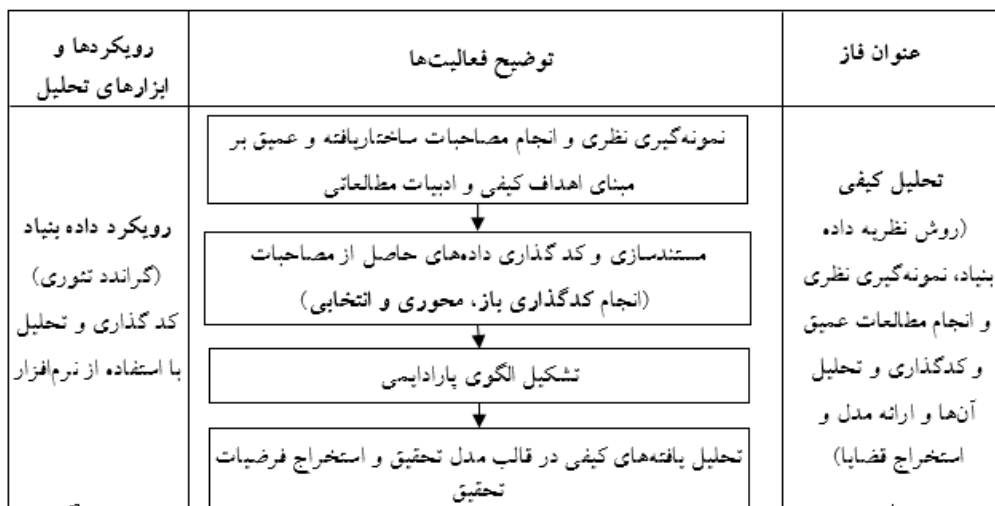 عنوان فاز
توضیح فعالیت‌ها
رویکردها و
ابزارهای تحلیل
تحلیل کیفی
(روش نظریه داده
بنیاد، نمونه‌گیری نظری
و انجام مطالعات عمیق
و کدگذاری و تحلیل
آن‌ها و ارائه مدل و
استخراج قضایا)
نمونه‌گیری نظری و انجام مصاحبات ساختاریافته و عمیق بر
مبنای اهداف کیفی و ادبیات مطالعاتی
مستندسازی و کد گذاری داده‌های حاصل از مصاحبات
(انجام کدگذاری باز، محوری و انتخابی)
تشکیل الگوی پارادایمی
تحلیل یافته‌های کیفی در قالب مدل تحقیق و استخراج فرضیات
تحقیق
رویکرد داده بنیاد
(گراندد تئوری)
کد گذاری و تحلیل
با استفاده از نرم‌افزار